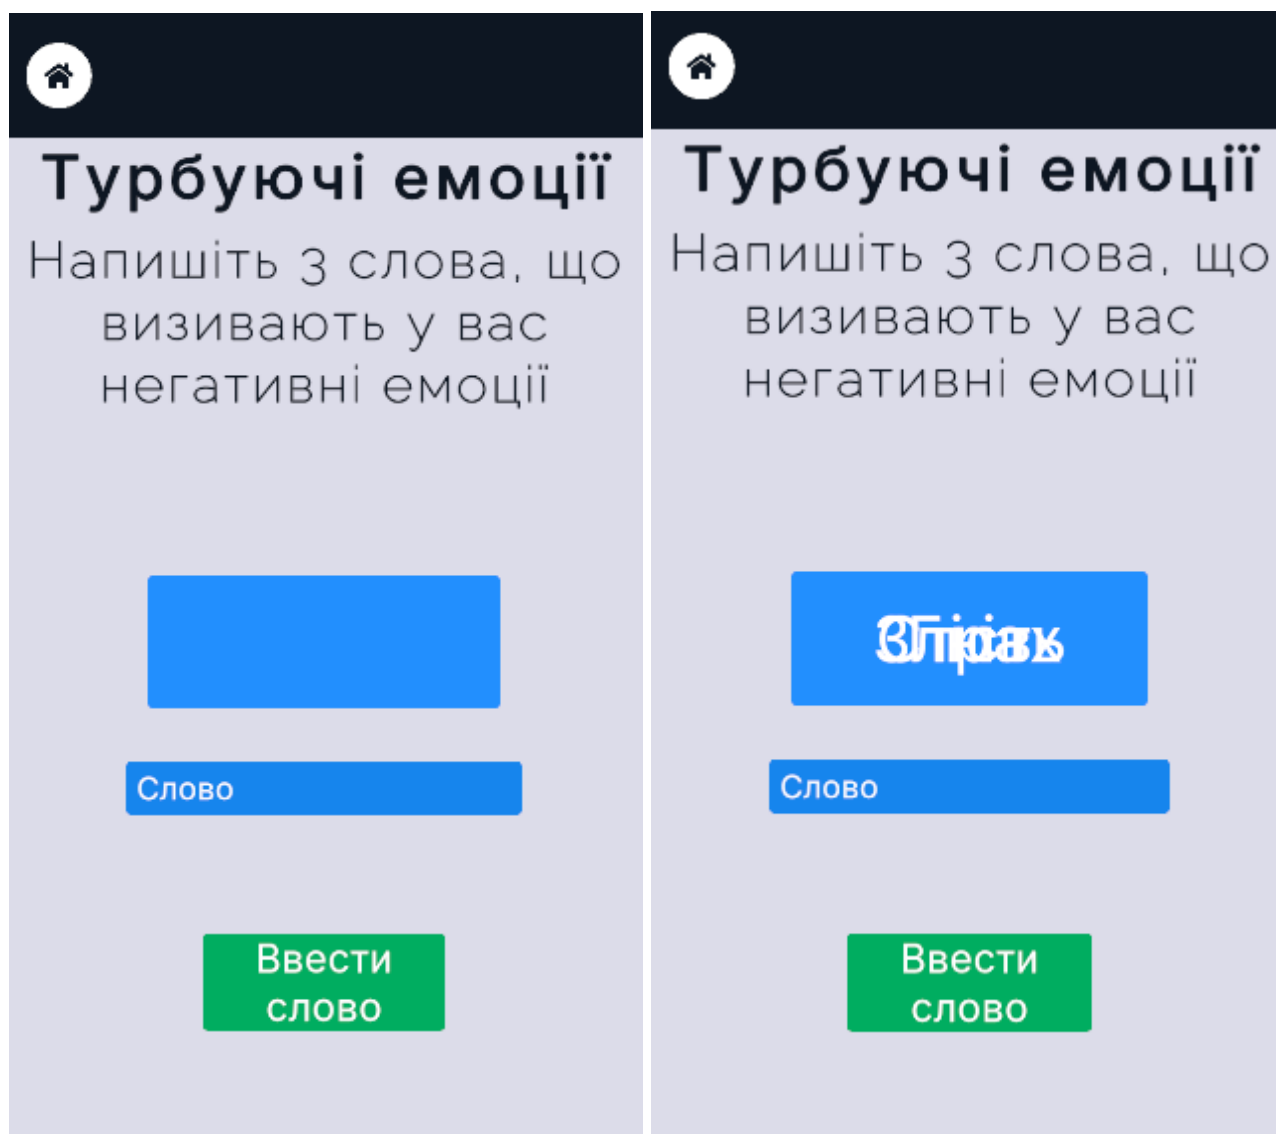 Турбуючі емоції
Напишіть 3 слова, що
визивають у вас
негативні емоції
Слово
Ввести
слово
Турбуючі емоції
Напишіть 3 слова, що
визивають у вас
негативні емоції
Слово
Ввести
слово